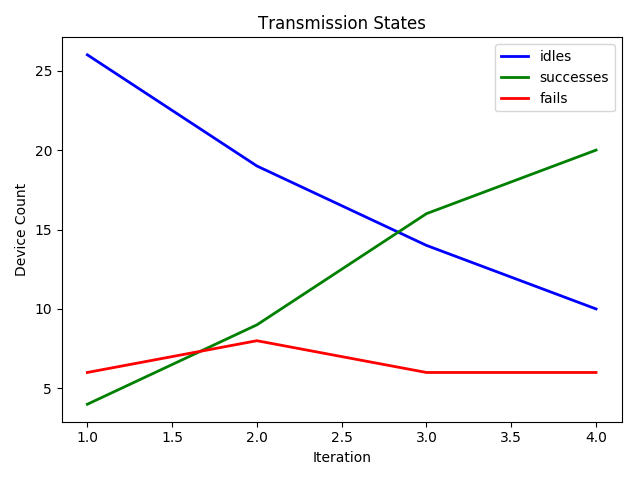 Transmission States
idles
successes
fails
Device Count
25
20
15
10
5
1.0 1.5 2.0 2.5 3.0 3.5 4.0
Iteration